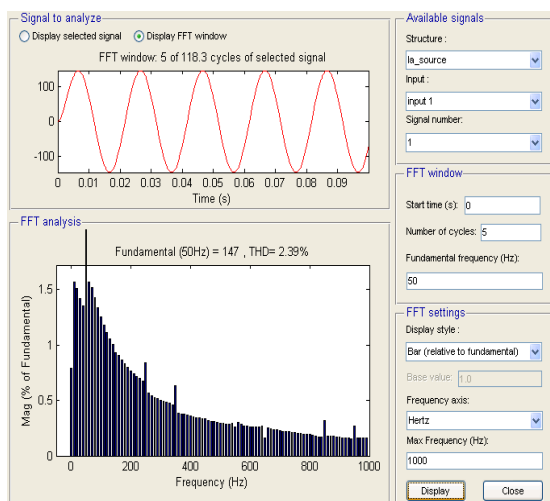 Signal to analyze
Display selected signal Display FFT window
FFT window: 5 of 118.3 cycles of selected signal
100
0
-100
0 0.01 0.02 0.03 0.04 0.05 0.06 0.07 0.08 0.09
Time (s)
FFT analysis
Fundamental (50Hz) = 147 , THD= 2.39%
1.5
1
0.5
0
0 200 400 600 800 1000
Frequency (Hz)
Mag (% of Fundamental)
Available signals
Structure :
Ia_source
Input :
input 1
Signal number:
1
FFT window
Start time (s): 0
Number of cycles: 5
Fundamental frequency (Hz):
50
FFT settings
Display style :
Bar (relative to fundamental)
Base value: 1.0
Frequency axis:
Hertz
Max Frequency (Hz):
1000
Display Close